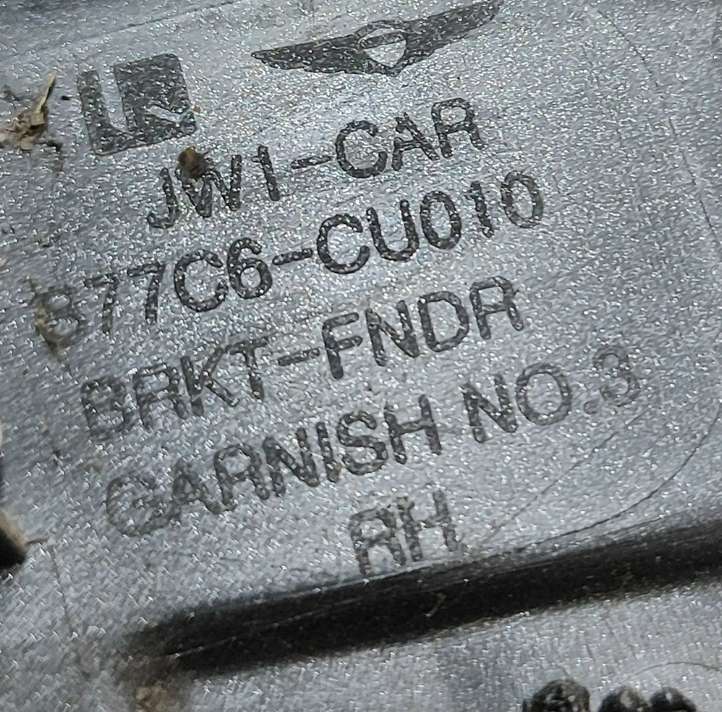 JW1-CAR
877C6-CU010
BRKT-FNDR
GARNISH NO.3
RH